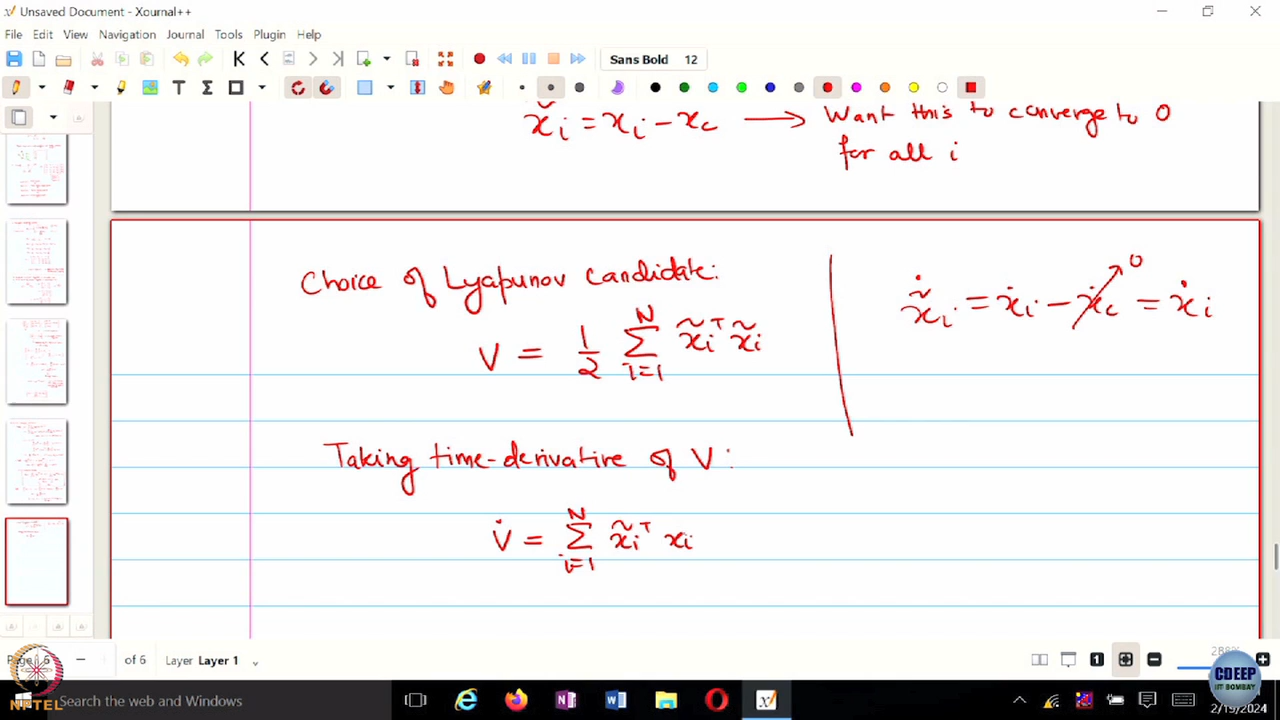 Unsaved Document - Xournal++
File Edit View Navigation Journal Tools Plugin Help
Sans Bold 12
x̃ᵢ = xᵢ − x_c ⟶ Want this to converge to 0
for all i
Choice of Lyapunov candidate:
V = 1/2 Σ_{i=1}^{N} x̃ᵢᵀ x̃ᵢ
x̃̇ᵢ = ẋᵢ − ẋ_c ↗0 = ẋᵢ
Taking time-derivative of V:
V̇ = Σ_{i=1}^{N} x̃ᵢᵀ xᵢ
of 6 Layer Layer 1
288%
NPTEL
Search the web and Windows
CDEEP
IIT BOMBAY
2/19/2024